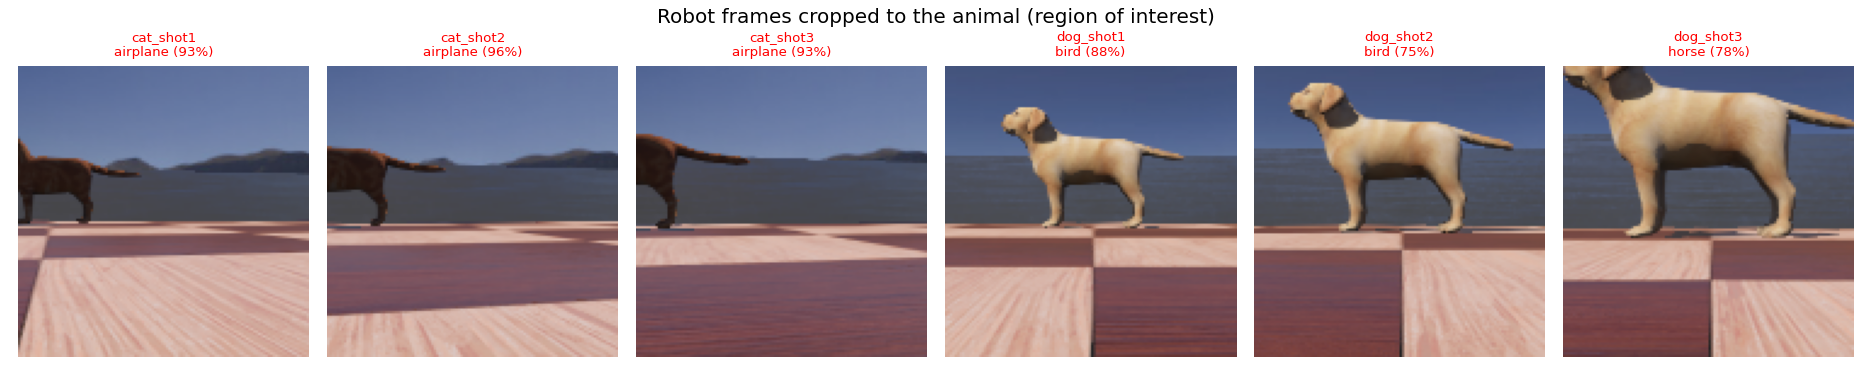 Robot frames cropped to the animal (region of interest)
cat_shot1
airplane (93%)
cat_shot2
airplane (96%)
cat_shot3
airplane (93%)
dog_shot1
bird (88%)
dog_shot2
bird (75%)
dog_shot3
horse (78%)